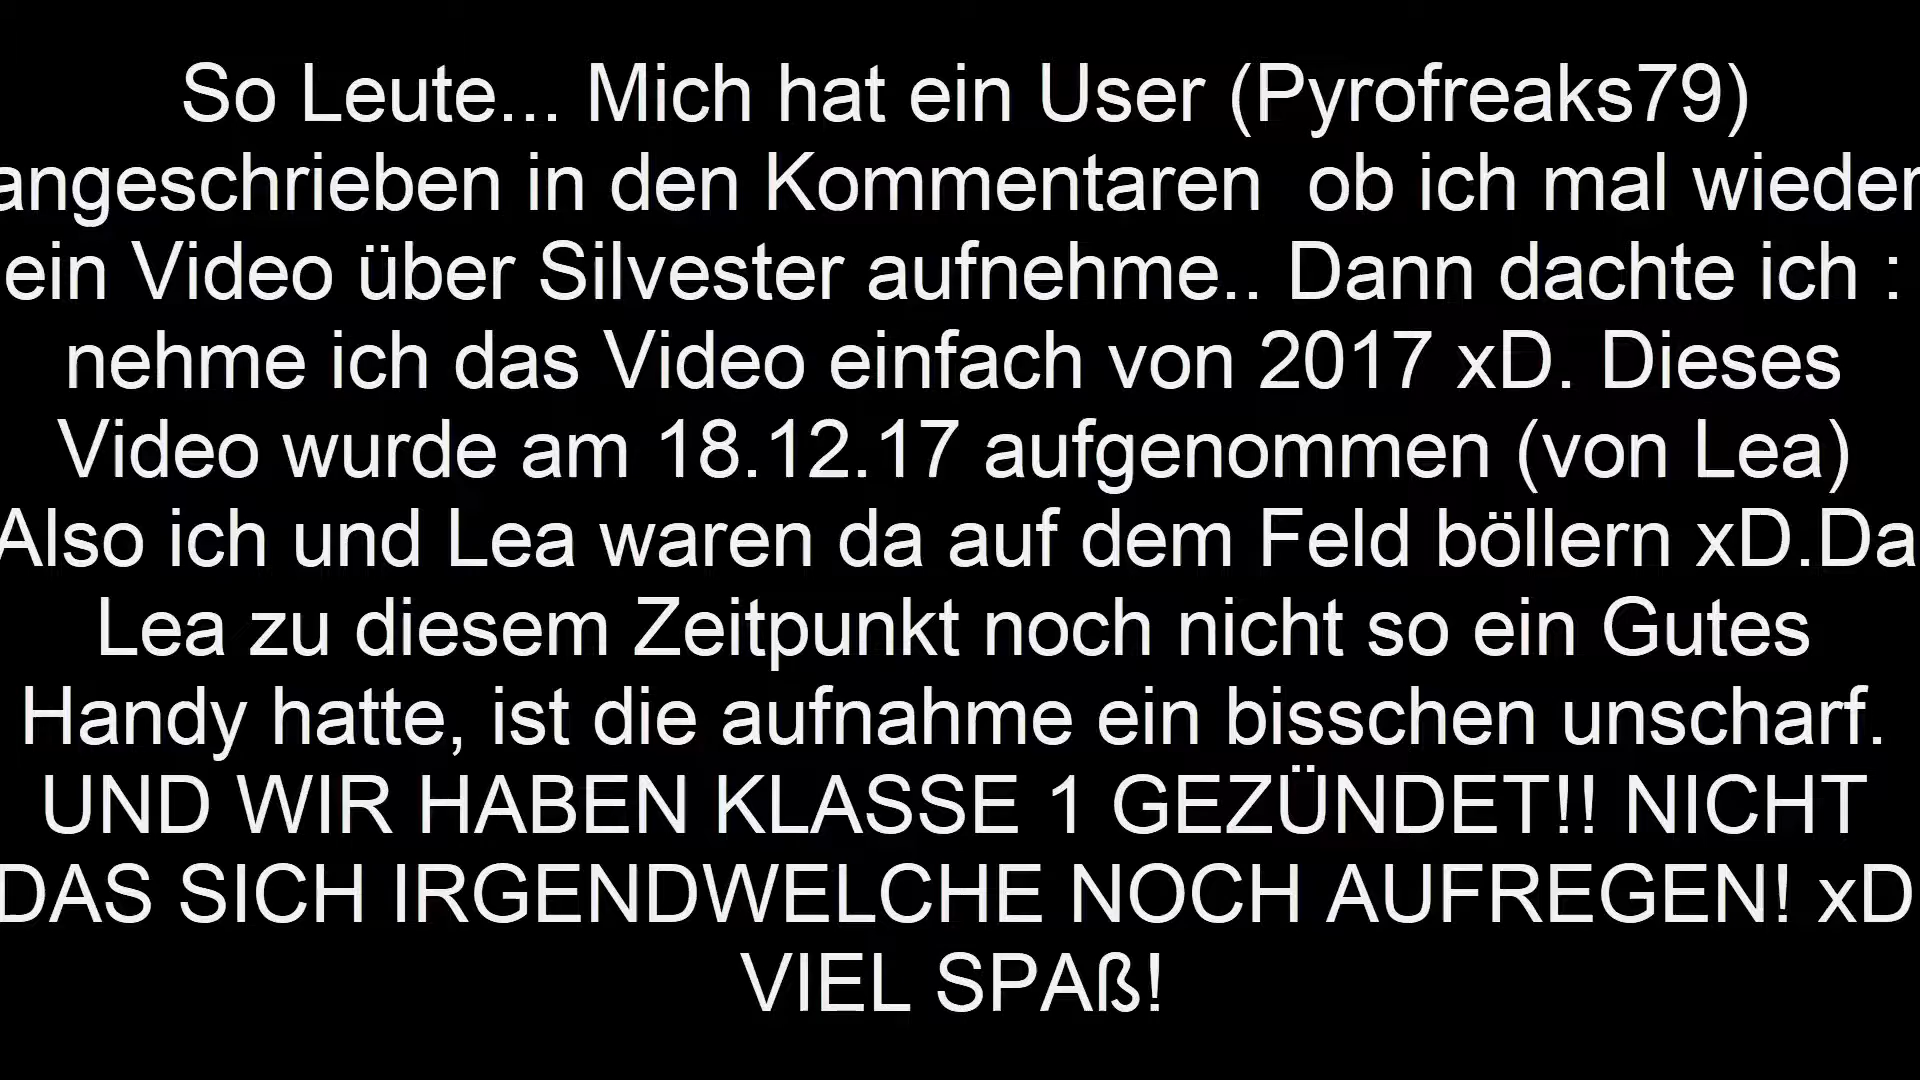 So Leute... Mich hat ein User (Pyrofreaks79)
angeschrieben in den Kommentaren  ob ich mal wieder
ein Video über Silvester aufnehme.. Dann dachte ich :
nehme ich das Video einfach von 2017 xD. Dieses
Video wurde am 18.12.17 aufgenommen (von Lea)
Also ich und Lea waren da auf dem Feld böllern xD.Da
Lea zu diesem Zeitpunkt noch nicht so ein Gutes
Handy hatte, ist die aufnahme ein bisschen unscharf.
UND WIR HABEN KLASSE 1 GEZÜNDET!! NICHT
DAS SICH IRGENDWELCHE NOCH AUFREGEN! xD
VIEL SPAß!